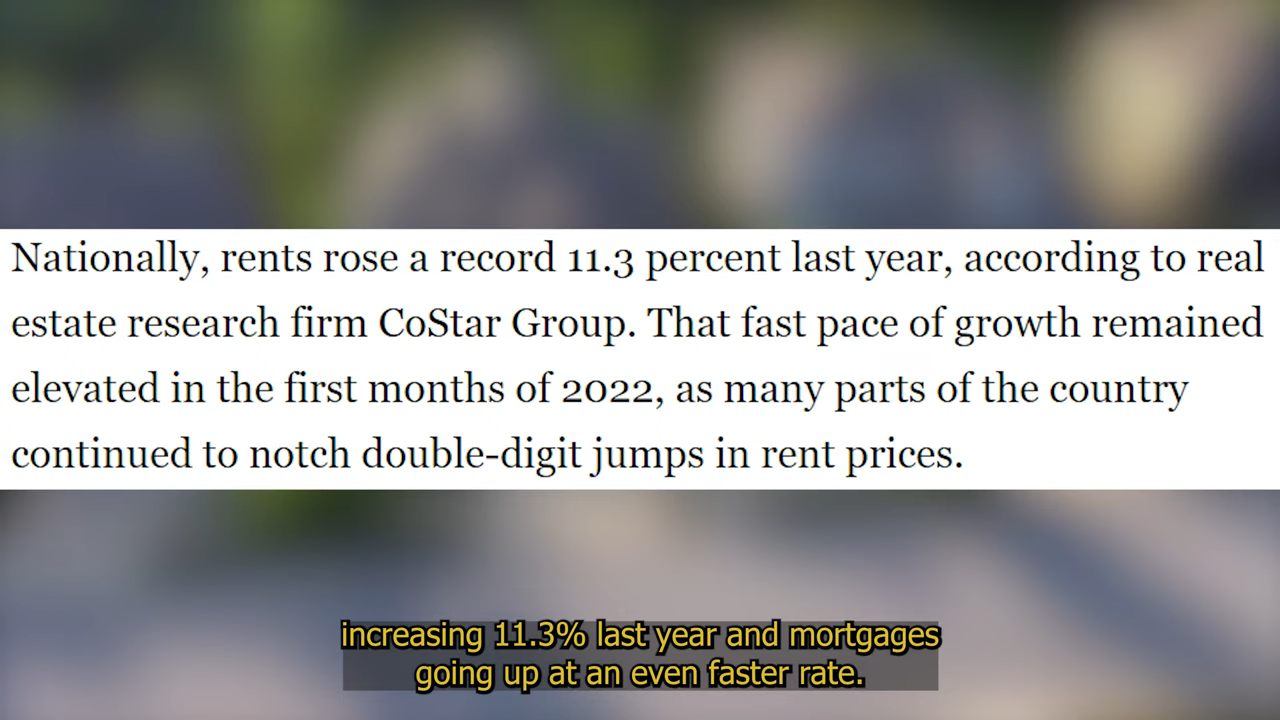 Nationally, rents rose a record 11.3 percent last year, according to real
estate research firm CoStar Group. That fast pace of growth remained
elevated in the first months of 2022, as many parts of the country
continued to notch double-digit jumps in rent prices.
increasing 11.3% last year and mortgages
going up at an even faster rate.